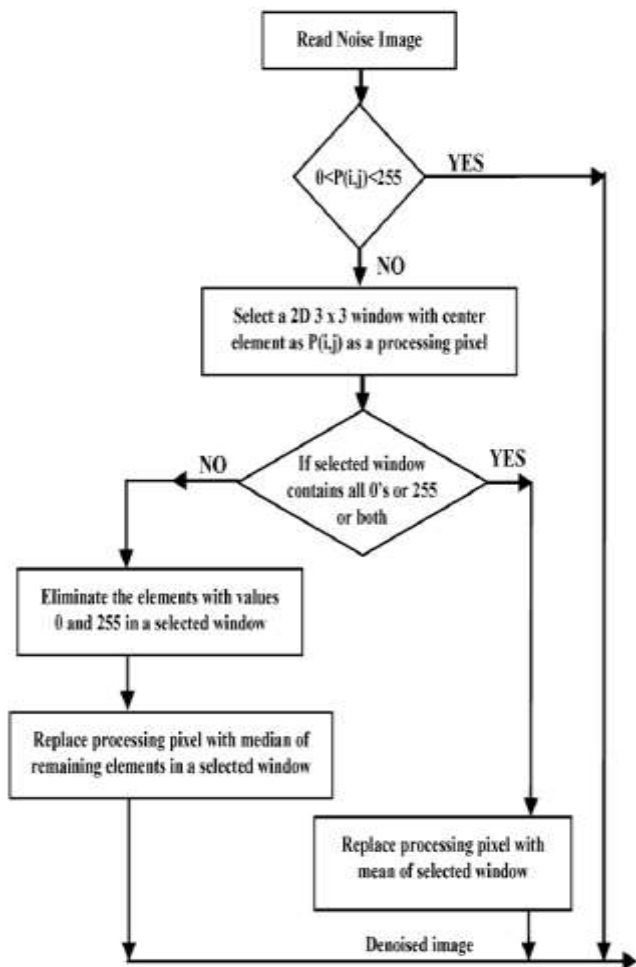 Read Noise Image
0<P(i,j)<255
YES
NO
Select a 2D 3 x 3 window with center
element as P(i,j) as a processing pixel
NO
If selected window
contains all 0's or 255
or both
YES
Eliminate the elements with values
0 and 255 in a selected window
Replace processing pixel with median of
remaining elements in a selected window
Replace processing pixel with
mean of selected window
Denoised image